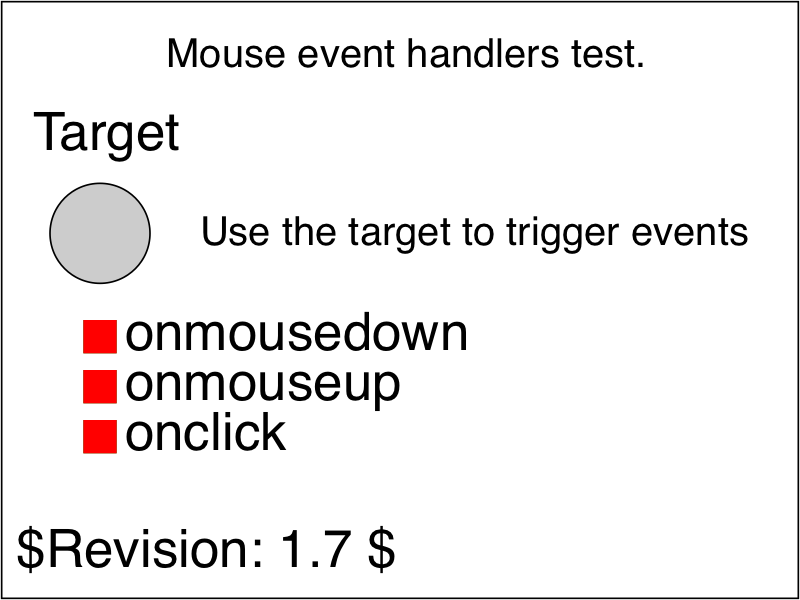 Mouse event handlers test.
Target
Use the target to trigger events
onmousedown
onmouseup
onclick
$Revision: 1.7 $